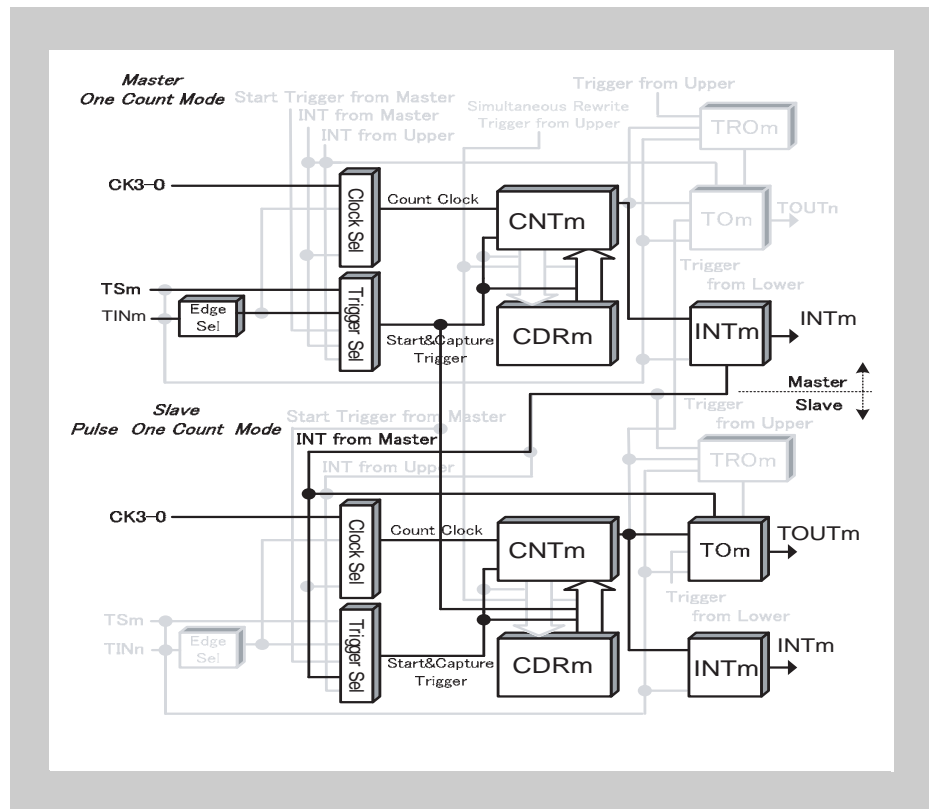 Master
One Count Mode
Start Trigger from Master
INT from Master
INT from Upper
Simultaneous Rewrite
Trigger from Upper
Trigger from Upper
TROm
CK3-0
Clock Sel
Count Clock
CNTm
TOm
TOUTn
Trigger
from Lower
TSm
TINm
Edge
Sel
Trigger Sel
Start&Capture
Trigger
CDRm
INTm
INTm
Master
Slave
Slave
Pulse One Count Mode
Start Trigger from Master
INT from Master
INT from Upper
Trigger
from Upper
TROm
CK3-0
Clock Sel
Count Clock
CNTm
TOm
TOUTm
Trigger
from Lower
TSm
TINn
Edge
Sel
Trigger Sel
Start&Capture
Trigger
CDRm
INTm
INTm